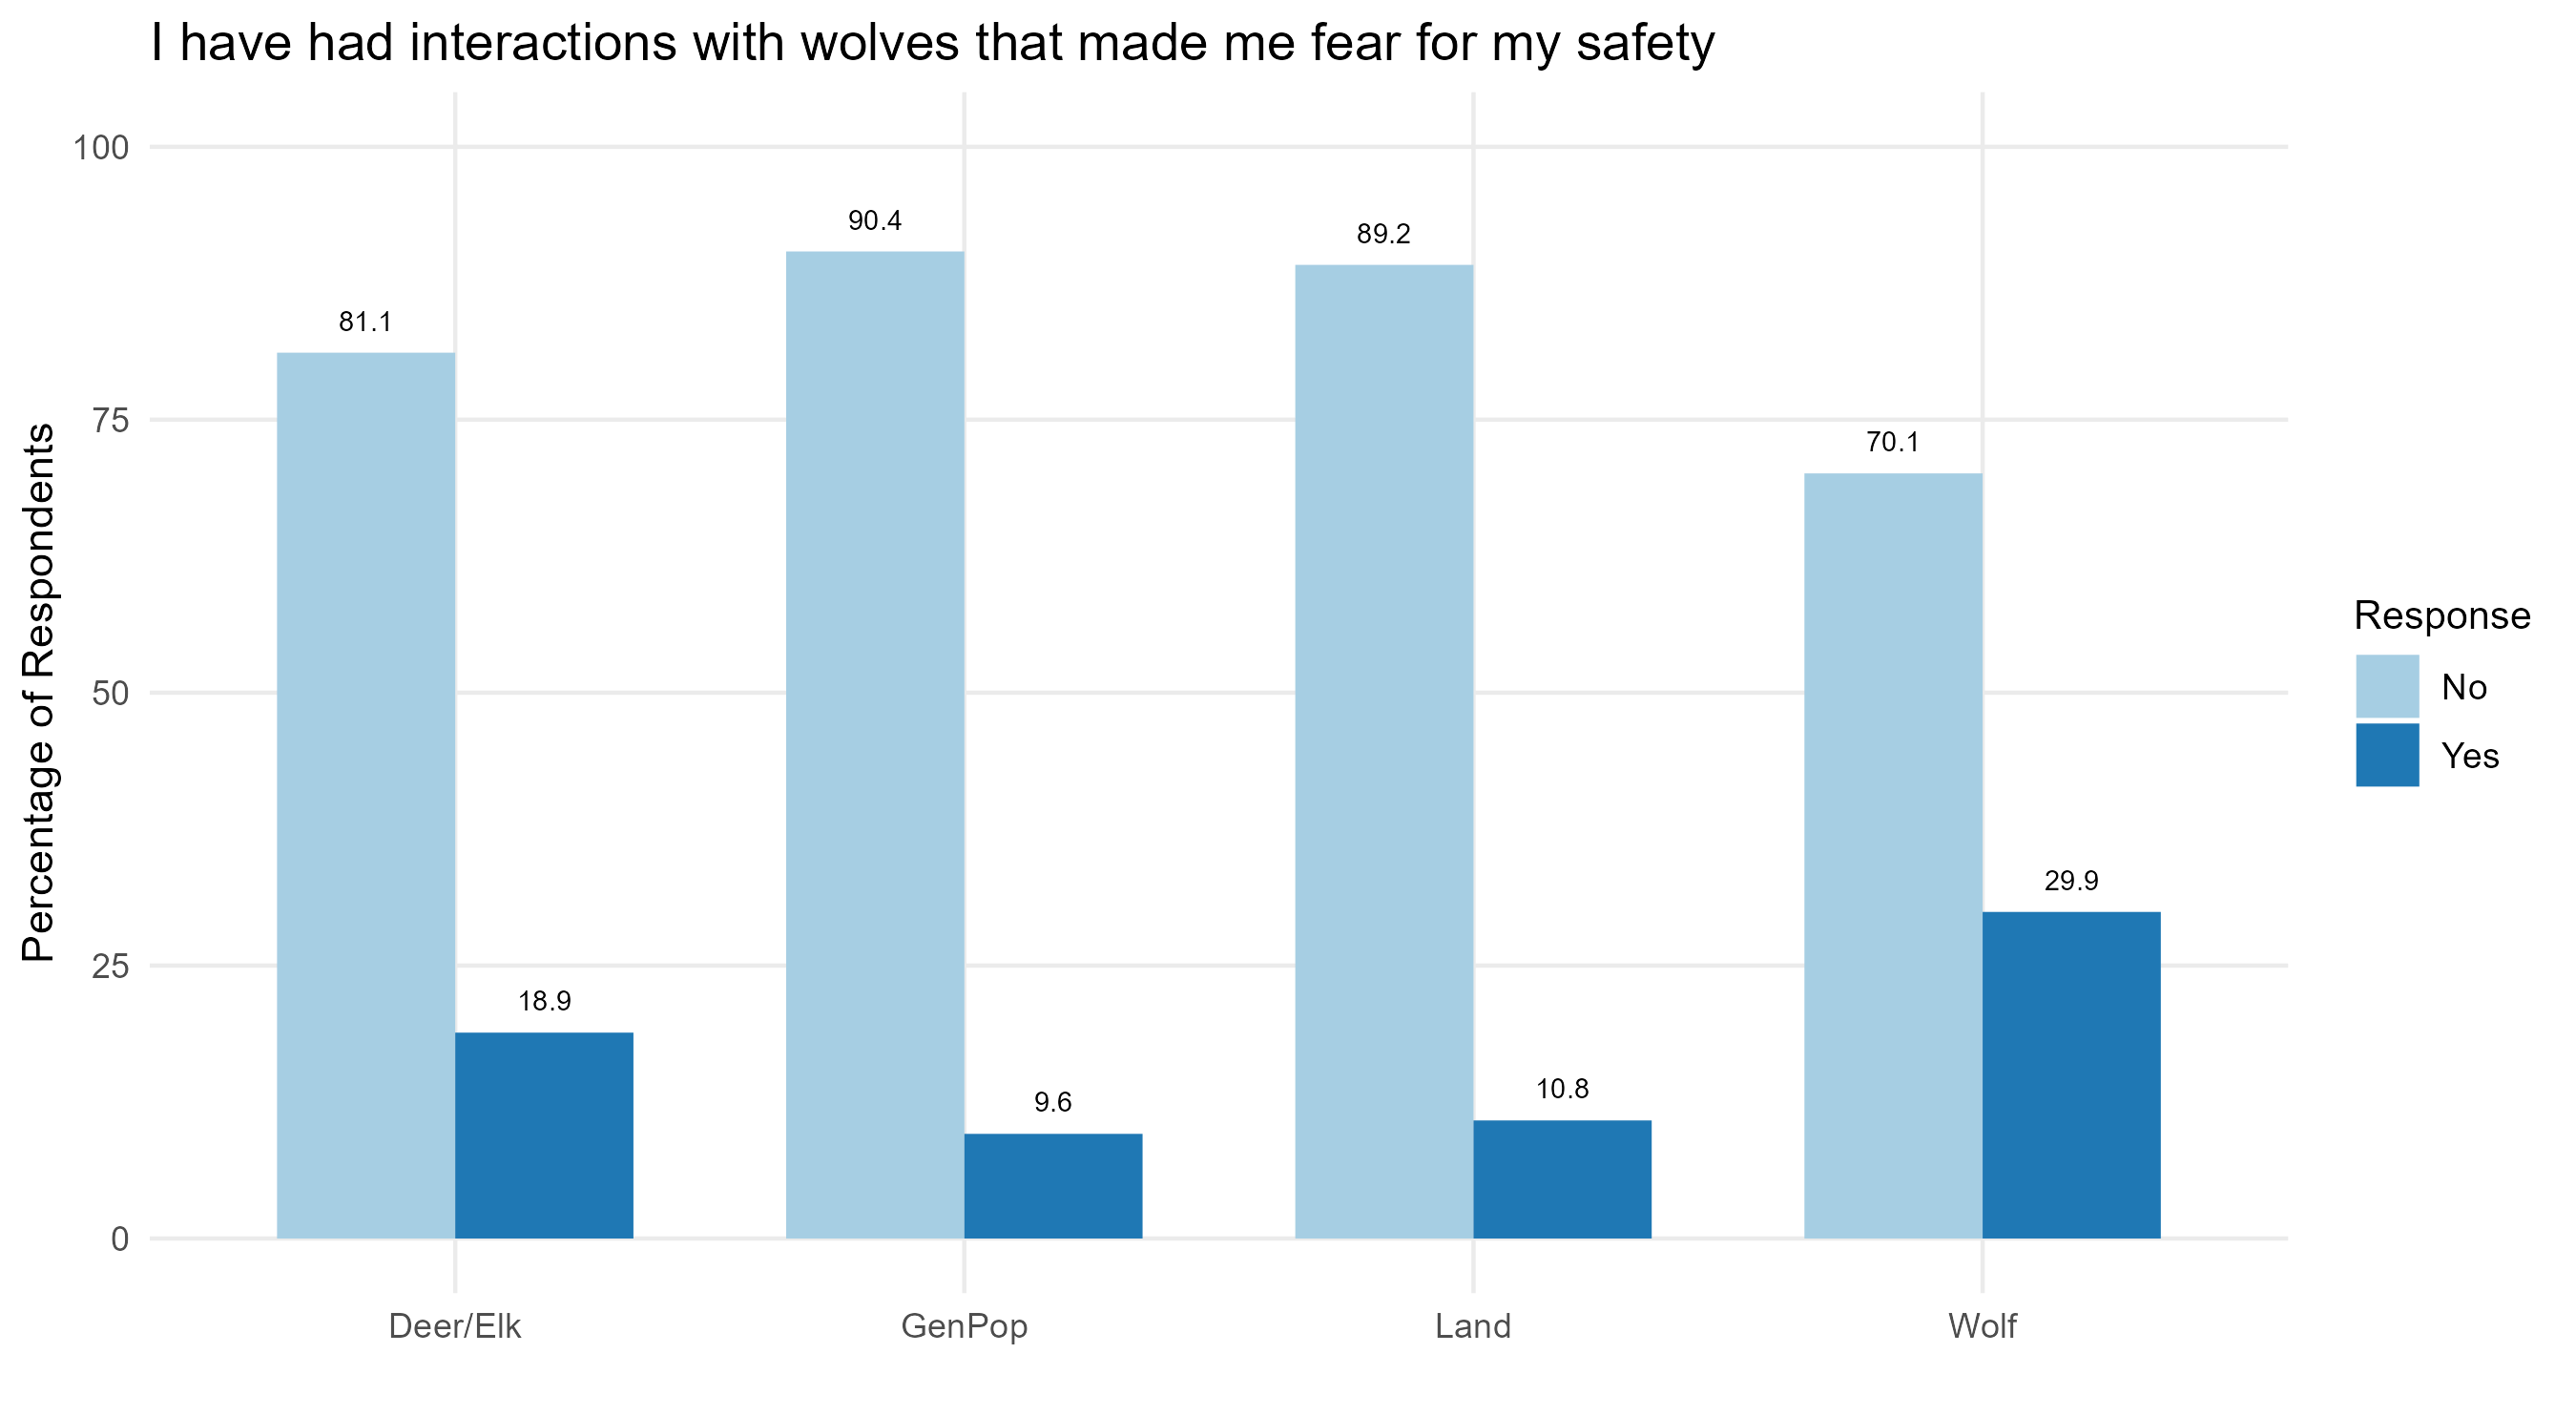 I have had interactions with wolves that made me fear for my safety
Percentage of Respondents
100
75
50
25
0
81.1
18.9
90.4
9.6
89.2
10.8
70.1
29.9
Deer/Elk
GenPop
Land
Wolf
Response
No
Yes